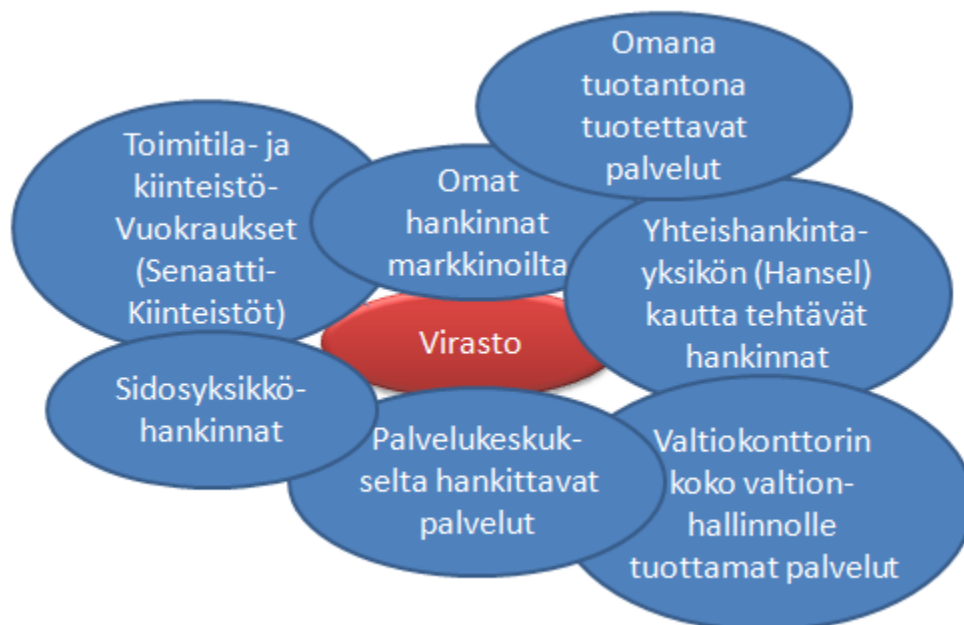 Omana
tuotantona
tuotettavat
palvelut
Toimitila- ja
kiinteistö-
Vuokraukset
(Senaatti-
Kiinteistöt)
Omat
hankinnat
markkinoilta
Yhteishankinta-
yksikön (Hansel)
kautta tehtävät
hankinnat
Virasto
Sidosyksikkö-
hankinnat
Palvelukeskuk-
selta hankittavat
palvelut
Valtiokonttorin
koko valtion-
hallinnolle
tuottamat palvelut